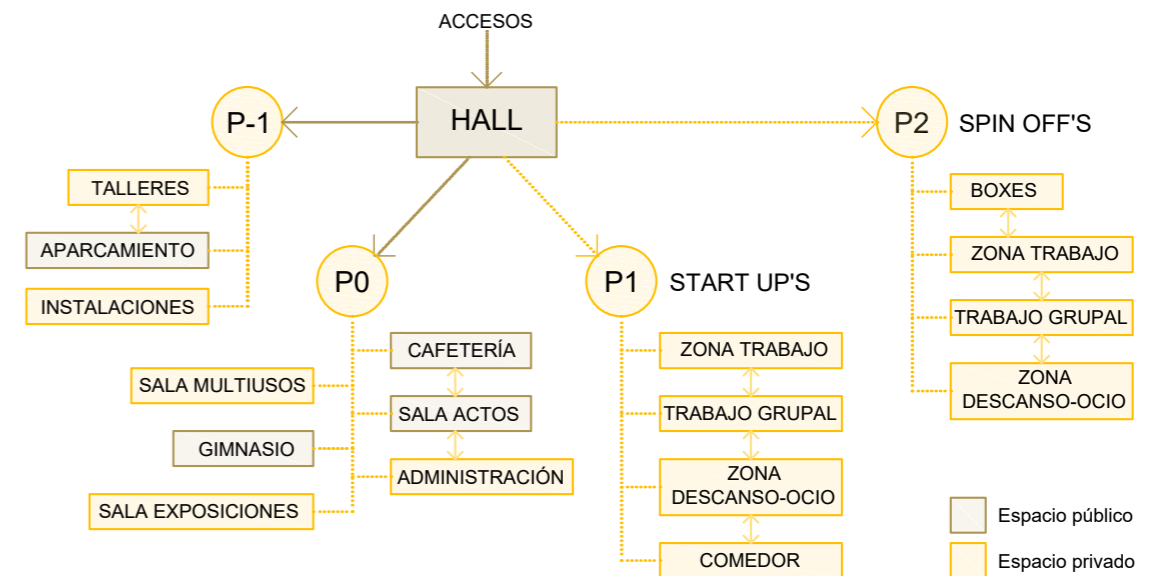 ACCESOS
HALL
P-1
TALLERES
APARCAMIENTO
INSTALACIONES
P0
CAFETERÍA
SALA MULTIUSOS
SALA ACTOS
GIMNASIO
ADMINISTRACIÓN
SALA EXPOSICIONES
P1
START UP'S
ZONA TRABAJO
TRABAJO GRUPAL
ZONA
DESCANSO-OCIO
COMEDOR
P2
SPIN OFF'S
BOXES
ZONA TRABAJO
TRABAJO GRUPAL
ZONA
DESCANSO-OCIO
Espacio público
Espacio privado